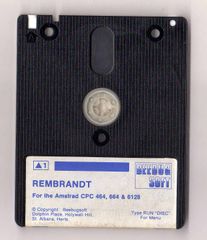 BEEBUG
SOFT
1
REMBRANDT
For the Amstrad CPC 464, 664 & 6128
© Copyright Beebugsoft
Dolphin Place, Holywell Hill,
St. Albans, Herts.
Type RUN "DISC"
For Menu